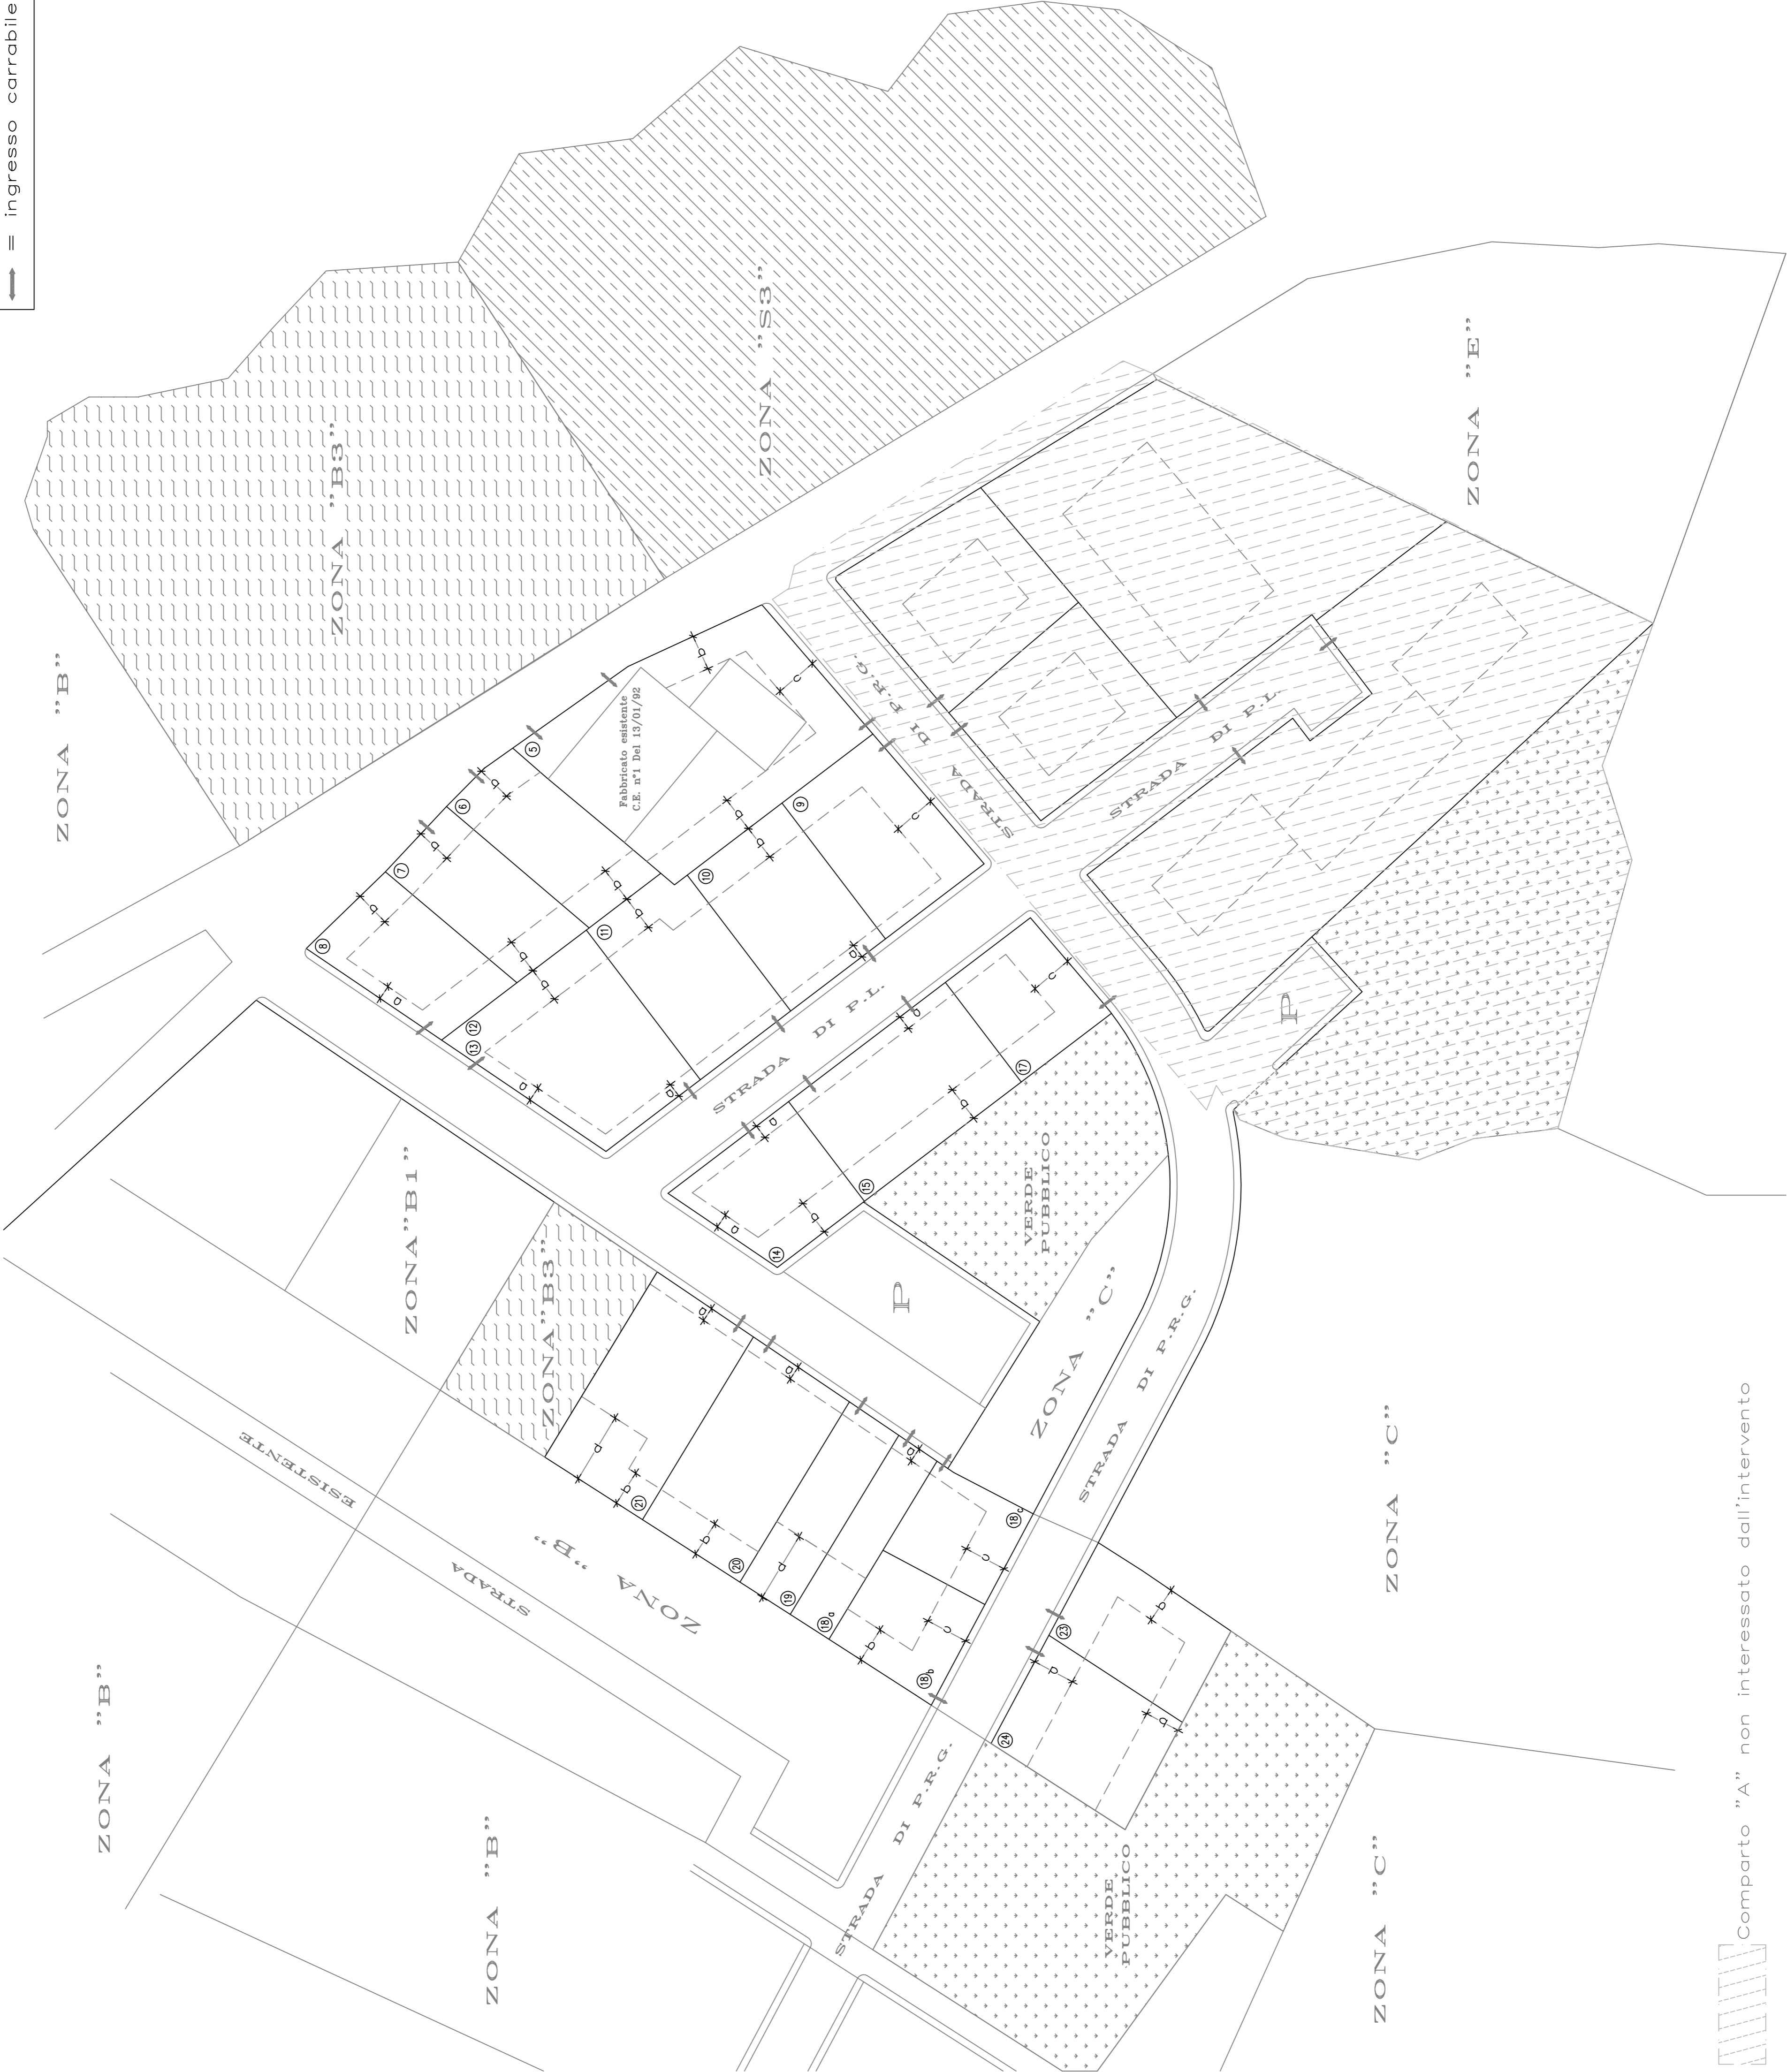 = ingresso carrabile
ZONA "B"
ZONA "B3"
ZONA "S3"
ZONA "E"
Fabbricato esistente
C.E. n°1 Del 13/01/92
5
6
7
8
9
10
11
12
13
STRADA DI P.R.G.
STRADA DI P.L.
STRADA DI P.L.
14
15
17
P
P
VERDE
PUBBLICO
ZONA "B1"
ZONA "B3"
ZONA "C"
STRADA DI P.R.G.
STRADA ESISTENTE
ZONA "B"
21
20
19
18a
18b
18c
23
24
STRADA DI P.R.G.
VERDE
PUBBLICO
ZONA "B"
ZONA "B"
ZONA "C"
ZONA "C"
Comparto "A" non interessato dall'intervento